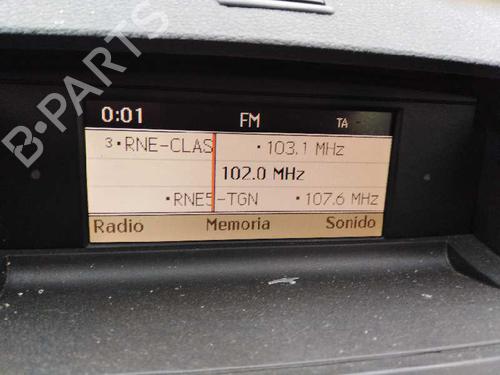 B-PARTS
0:01 FM TA
3•RNE-CLAS •103.1 MHz
102.0 MHz
•RNE5-TGN •107.6 MHz
Radio Memoria Sonido